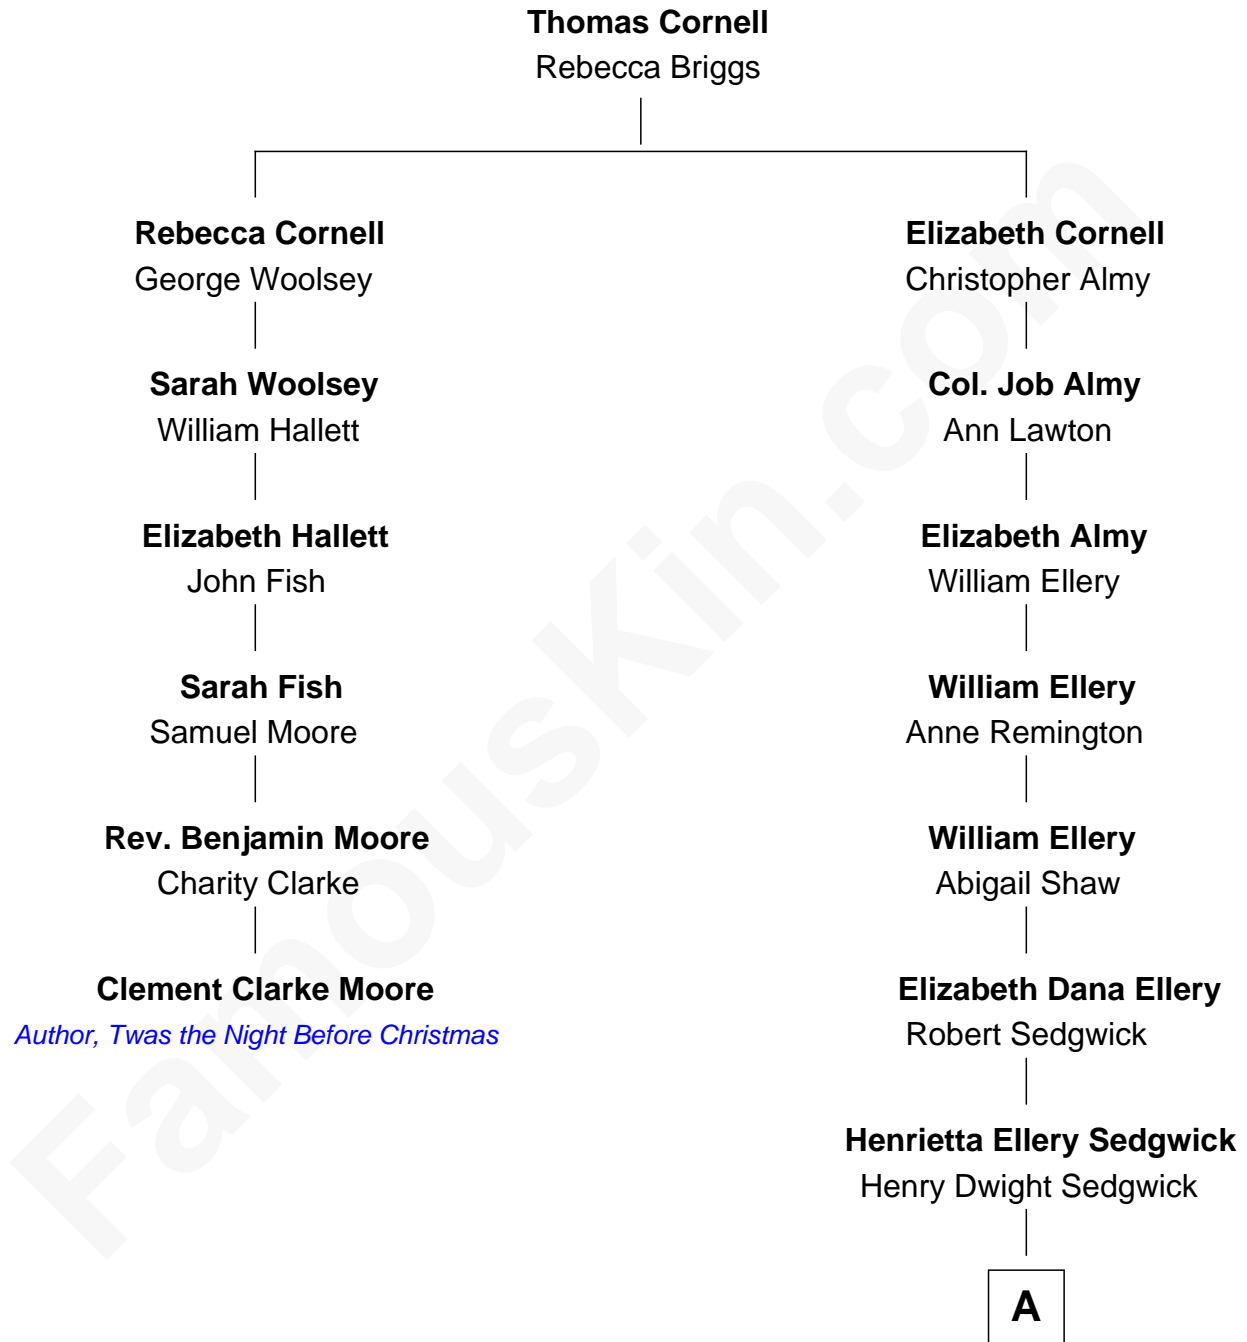 Thomas Cornell
Rebecca Briggs
Rebecca Cornell
George Woolsey
Sarah Woolsey
William Hallett
Elizabeth Hallett
John Fish
Sarah Fish
Samuel Moore
Rev. Benjamin Moore
Charity Clarke
Clement Clarke Moore
Author, Twas the Night Before Christmas
Elizabeth Cornell
Christopher Almy
Col. Job Almy
Ann Lawton
Elizabeth Almy
William Ellery
William Ellery
Anne Remington
William Ellery
Abigail Shaw
Elizabeth Dana Ellery
Robert Sedgwick
Henrietta Ellery Sedgwick
Henry Dwight Sedgwick
A
FamousKin.com